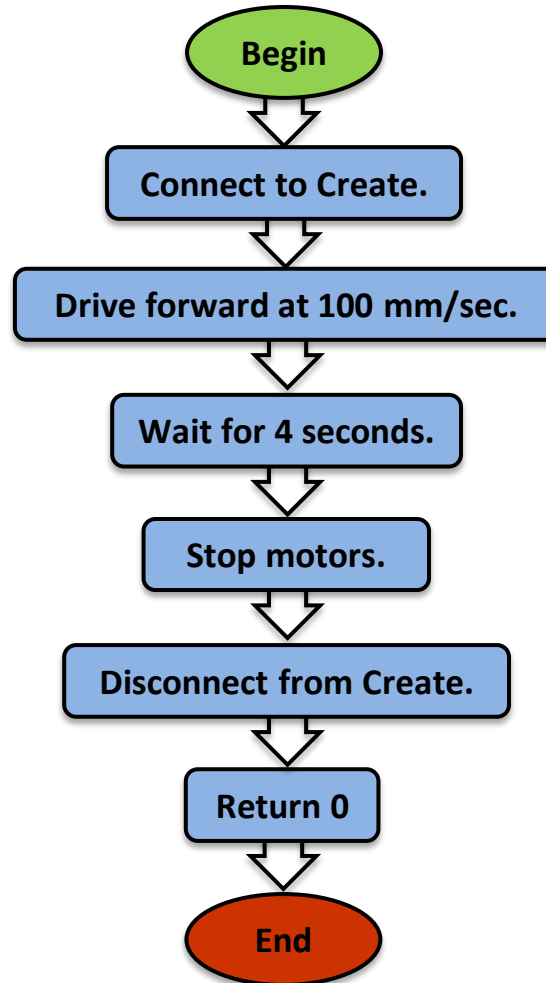 Begin
Connect to Create.
Drive forward at 100 mm/sec.
Wait for 4 seconds.
Stop motors.
Disconnect from Create.
Return 0
End